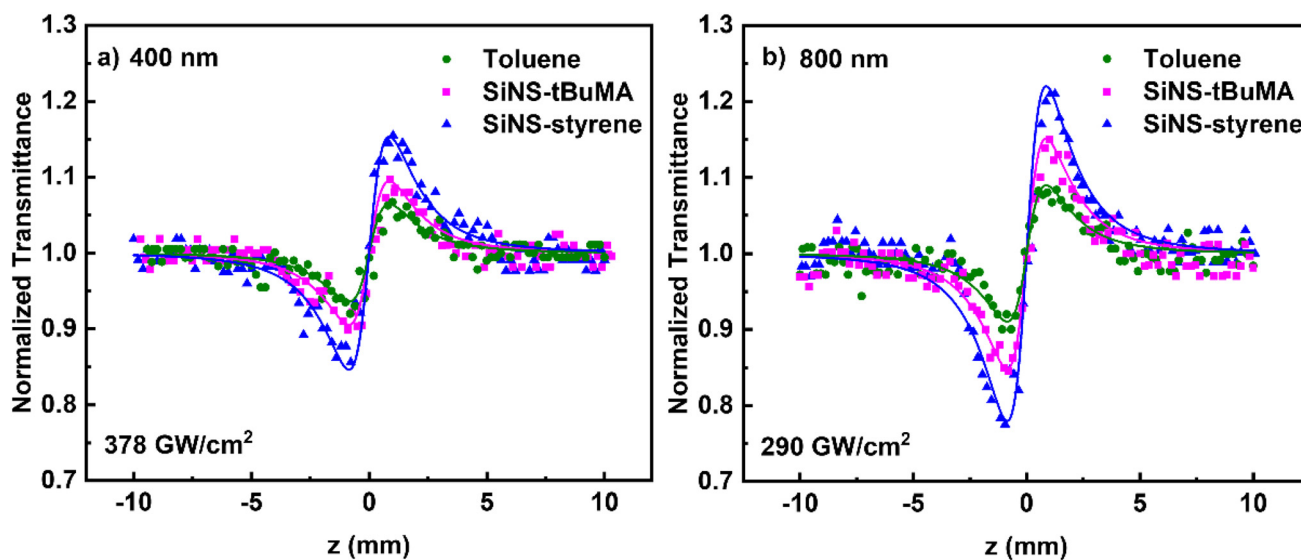 a) 400 nm
Toluene
SiNS-tBuMA
SiNS-styrene
378 GW/cm²
Normalized Transmittance
1.3
1.2
1.1
1.0
0.9
0.8
0.7
-10
-5
0
5
10
z (mm)
b) 800 nm
Toluene
SiNS-tBuMA
SiNS-styrene
290 GW/cm²
Normalized Transmittance
1.3
1.2
1.1
1.0
0.9
0.8
0.7
-10
-5
0
5
10
z (mm)